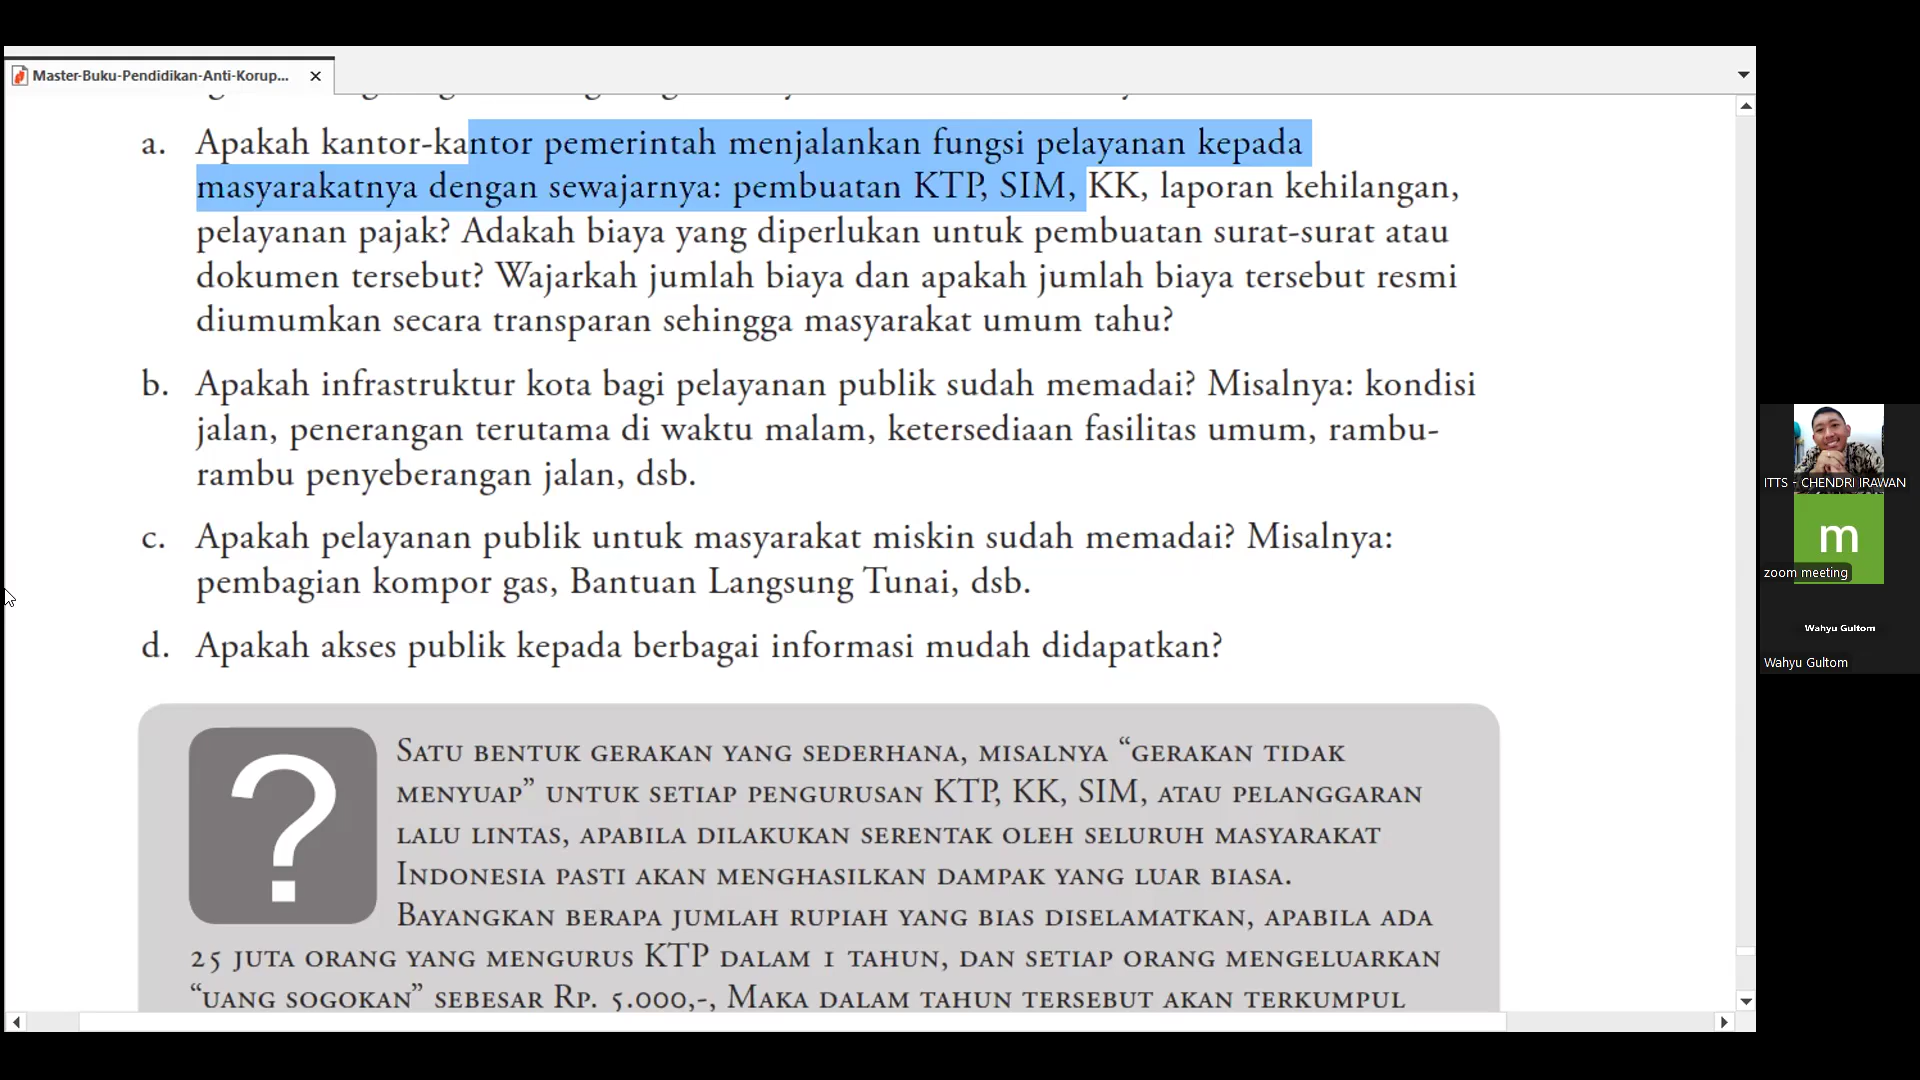 Master-Buku-Pendidikan-Anti-Korup...
a. Apakah kantor-kantor pemerintah menjalankan fungsi pelayanan kepada
masyarakatnya dengan sewajarnya: pembuatan KTP, SIM, KK, laporan kehilangan,
pelayanan pajak? Adakah biaya yang diperlukan untuk pembuatan surat-surat atau
dokumen tersebut? Wajarkah jumlah biaya dan apakah jumlah biaya tersebut resmi
diumumkan secara transparan sehingga masyarakat umum tahu?
b. Apakah infrastruktur kota bagi pelayanan publik sudah memadai? Misalnya: kondisi
jalan, penerangan terutama di waktu malam, ketersediaan fasilitas umum, rambu-
rambu penyeberangan jalan, dsb.
c. Apakah pelayanan publik untuk masyarakat miskin sudah memadai? Misalnya:
pembagian kompor gas, Bantuan Langsung Tunai, dsb.
d. Apakah akses publik kepada berbagai informasi mudah didapatkan?
?
Satu bentuk gerakan yang sederhana, misalnya “gerakan tidak
menyuap” untuk setiap pengurusan KTP, KK, SIM, atau pelanggaran
lalu lintas, apabila dilakukan serentak oleh seluruh masyarakat
Indonesia pasti akan menghasilkan dampak yang luar biasa.
Bayangkan berapa jumlah rupiah yang bias diselamatkan, apabila ada
25 juta orang yang mengurus KTP dalam 1 tahun, dan setiap orang mengeluarkan
“uang sogokan” sebesar Rp. 5.000,-, Maka dalam tahun tersebut akan terkumpul
ITTS - CHENDRI IRAWAN
m
zoom meeting
Wahyu Gultom
Wahyu Gultom